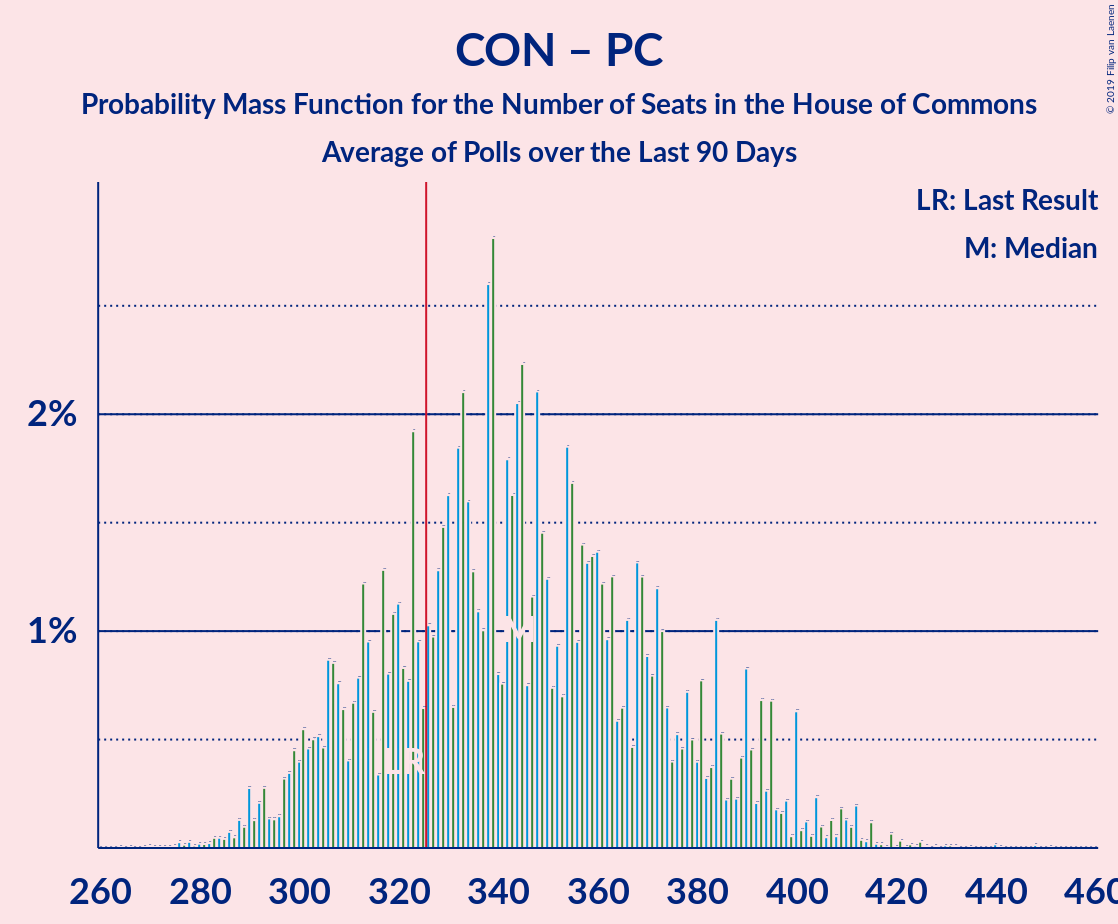 CON – PC
Probability Mass Function for the Number of Seats in the House of Commons
Average of Polls over the Last 90 Days
© 2019 Filip van Laenen
LR: Last Result
M: Median
2%
1%
M
LR
260 280 300 320 340 360 380 400 420 440 460